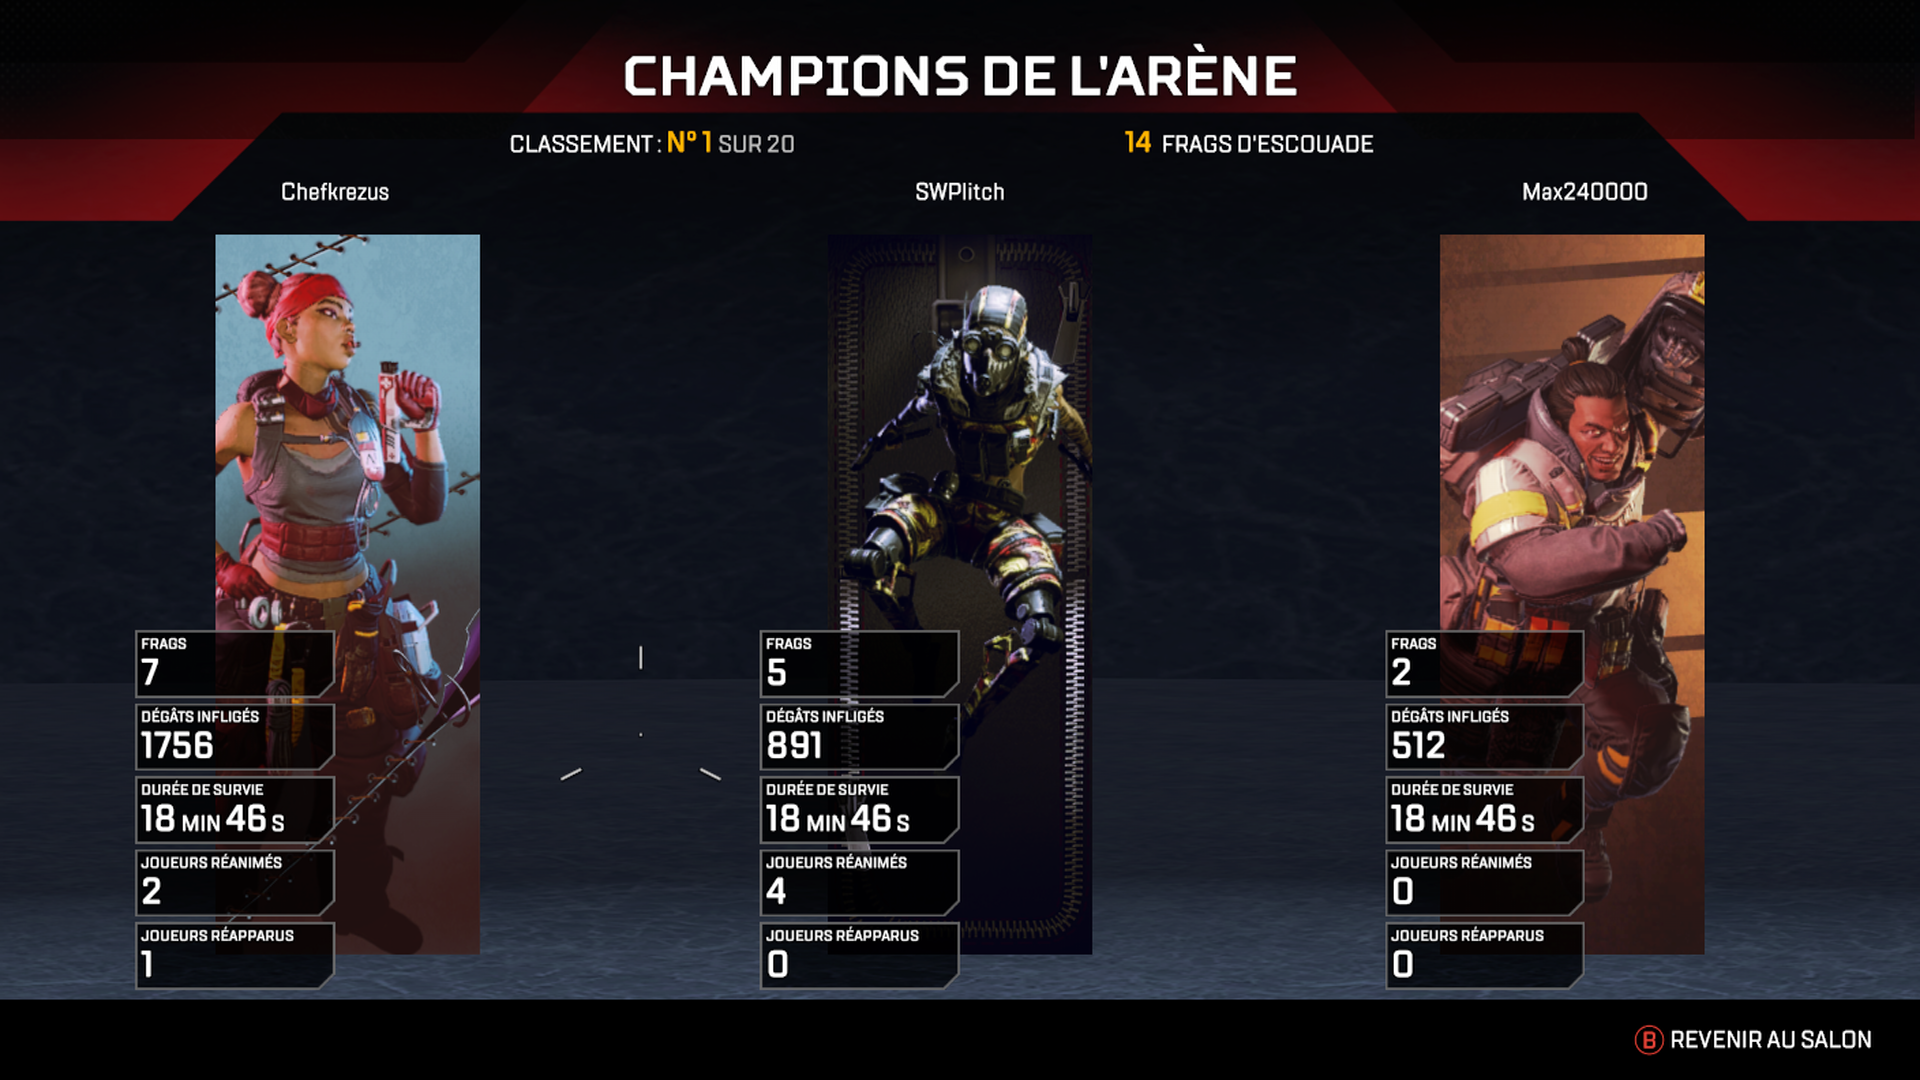 CHAMPIONS DE L'ARÈNE
CLASSEMENT : Nº 1 SUR 20
14 FRAGS D'ESCOUADE
Chefkrezus
SWPlitch
Max240000
FRAGS
7
DÉGÂTS INFLIGÉS
1756
DURÉE DE SURVIE
18 MIN 46 S
JOUEURS RÉANIMÉS
2
JOUEURS RÉAPPARUS
1
FRAGS
5
DÉGÂTS INFLIGÉS
891
DURÉE DE SURVIE
18 MIN 46 S
JOUEURS RÉANIMÉS
4
JOUEURS RÉAPPARUS
0
FRAGS
2
DÉGÂTS INFLIGÉS
512
DURÉE DE SURVIE
18 MIN 46 S
JOUEURS RÉANIMÉS
0
JOUEURS RÉAPPARUS
0
B REVENIR AU SALON